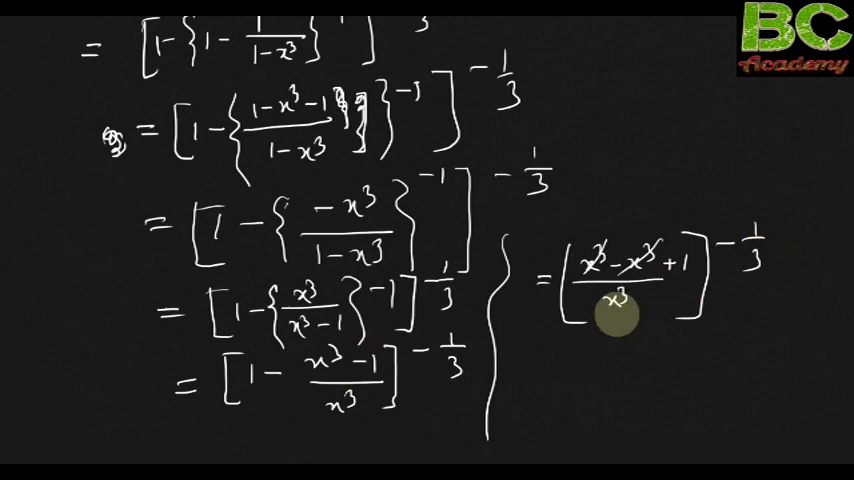 BC
Academy
= [1-{1-1/(1-x³)}⁻¹]^(-1/3)
= [1-{(1-x³-1)/(1-x³)}⁻¹]^(-1/3)
= [1-{-x³/(1-x³)}⁻¹]^(-1/3)
= [1-{x³/(x³-1)}⁻¹]^(-1/3)
= [1-(x³-1)/x³]^(-1/3)
= [(x³-x³+1)/x³]^(-1/3)